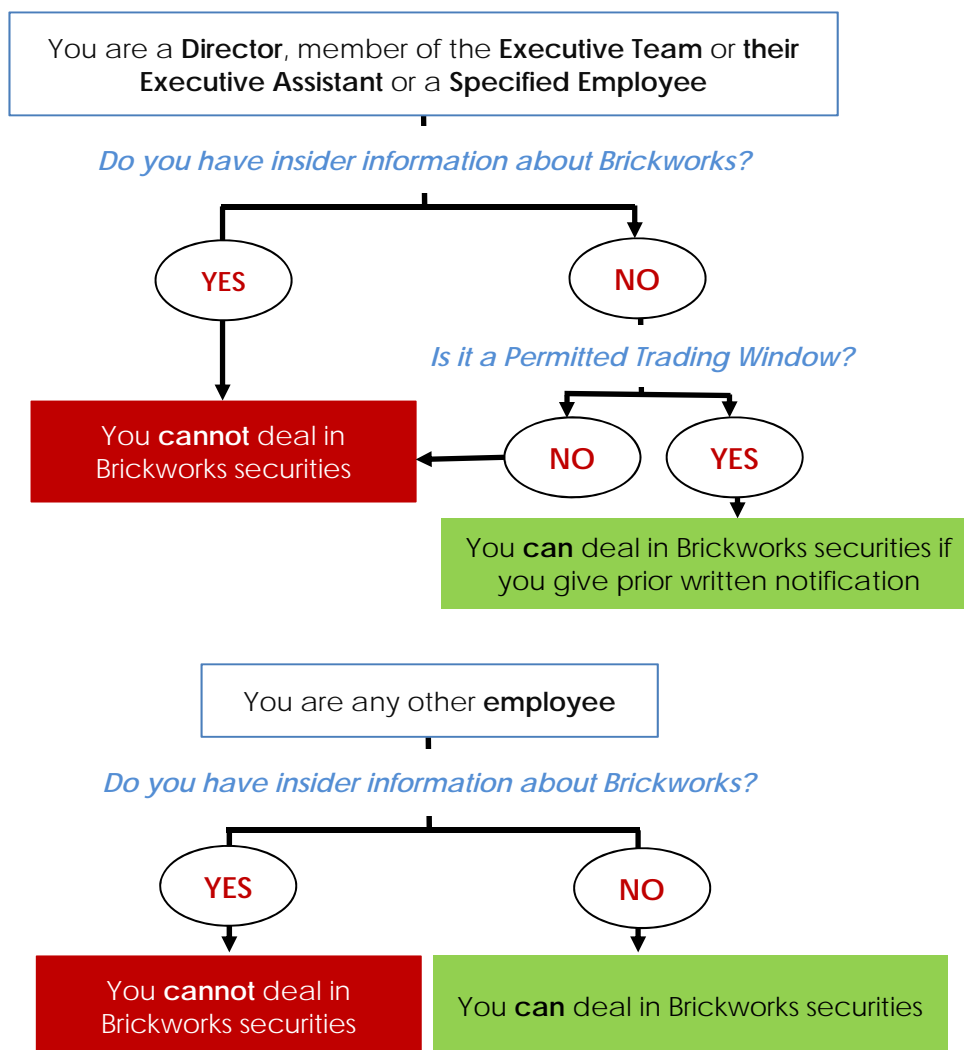 You are a Director, member of the Executive Team or their
Executive Assistant or a Specified Employee
Do you have insider information about Brickworks?
YES
NO
Is it a Permitted Trading Window?
You cannot deal in
Brickworks securities
NO
YES
You can deal in Brickworks securities if
you give prior written notification
You are any other employee
Do you have insider information about Brickworks?
YES
NO
You cannot deal in
Brickworks securities
You can deal in Brickworks securities